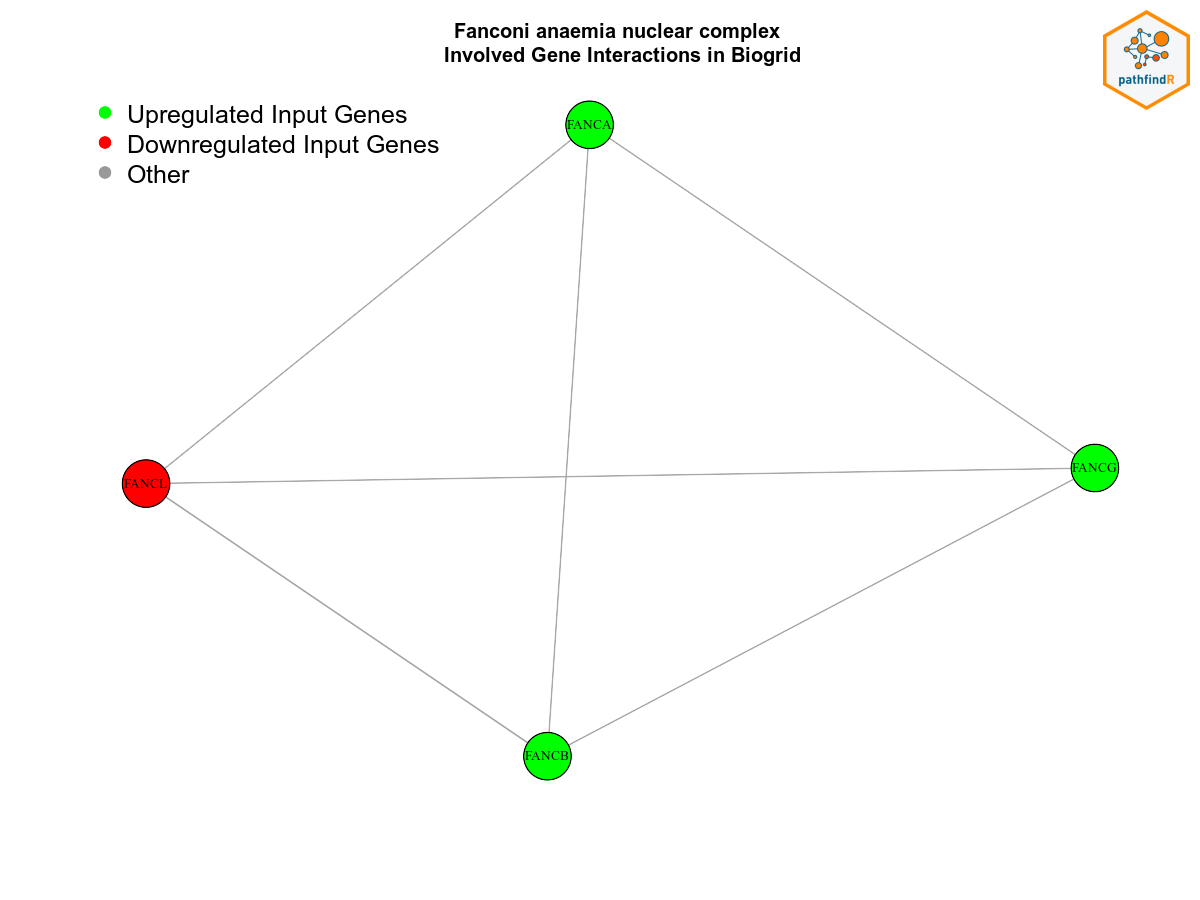 Fanconi anaemia nuclear complex
Involved Gene Interactions in Biogrid
pathfindR
Upregulated Input Genes
Downregulated Input Genes
Other
FANCA
FANCL
FANCG
FANCB